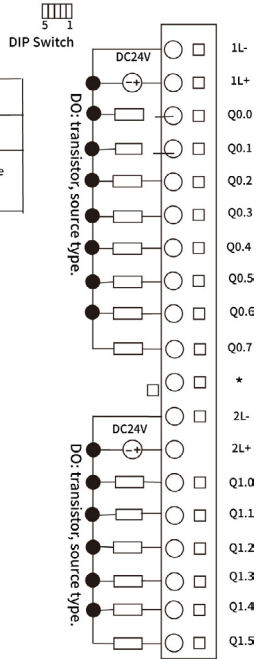 5 1
DIP Switch
e
DC24V
-+
DO: transistor, source type.
1L-
1L+
Q0.0
Q0.1
Q0.2
Q0.3
Q0.4
Q0.5
Q0.6
Q0.7
*
2L-
DC24V
-+
DO: transistor, source type.
2L+
Q1.0
Q1.1
Q1.2
Q1.3
Q1.4
Q1.5